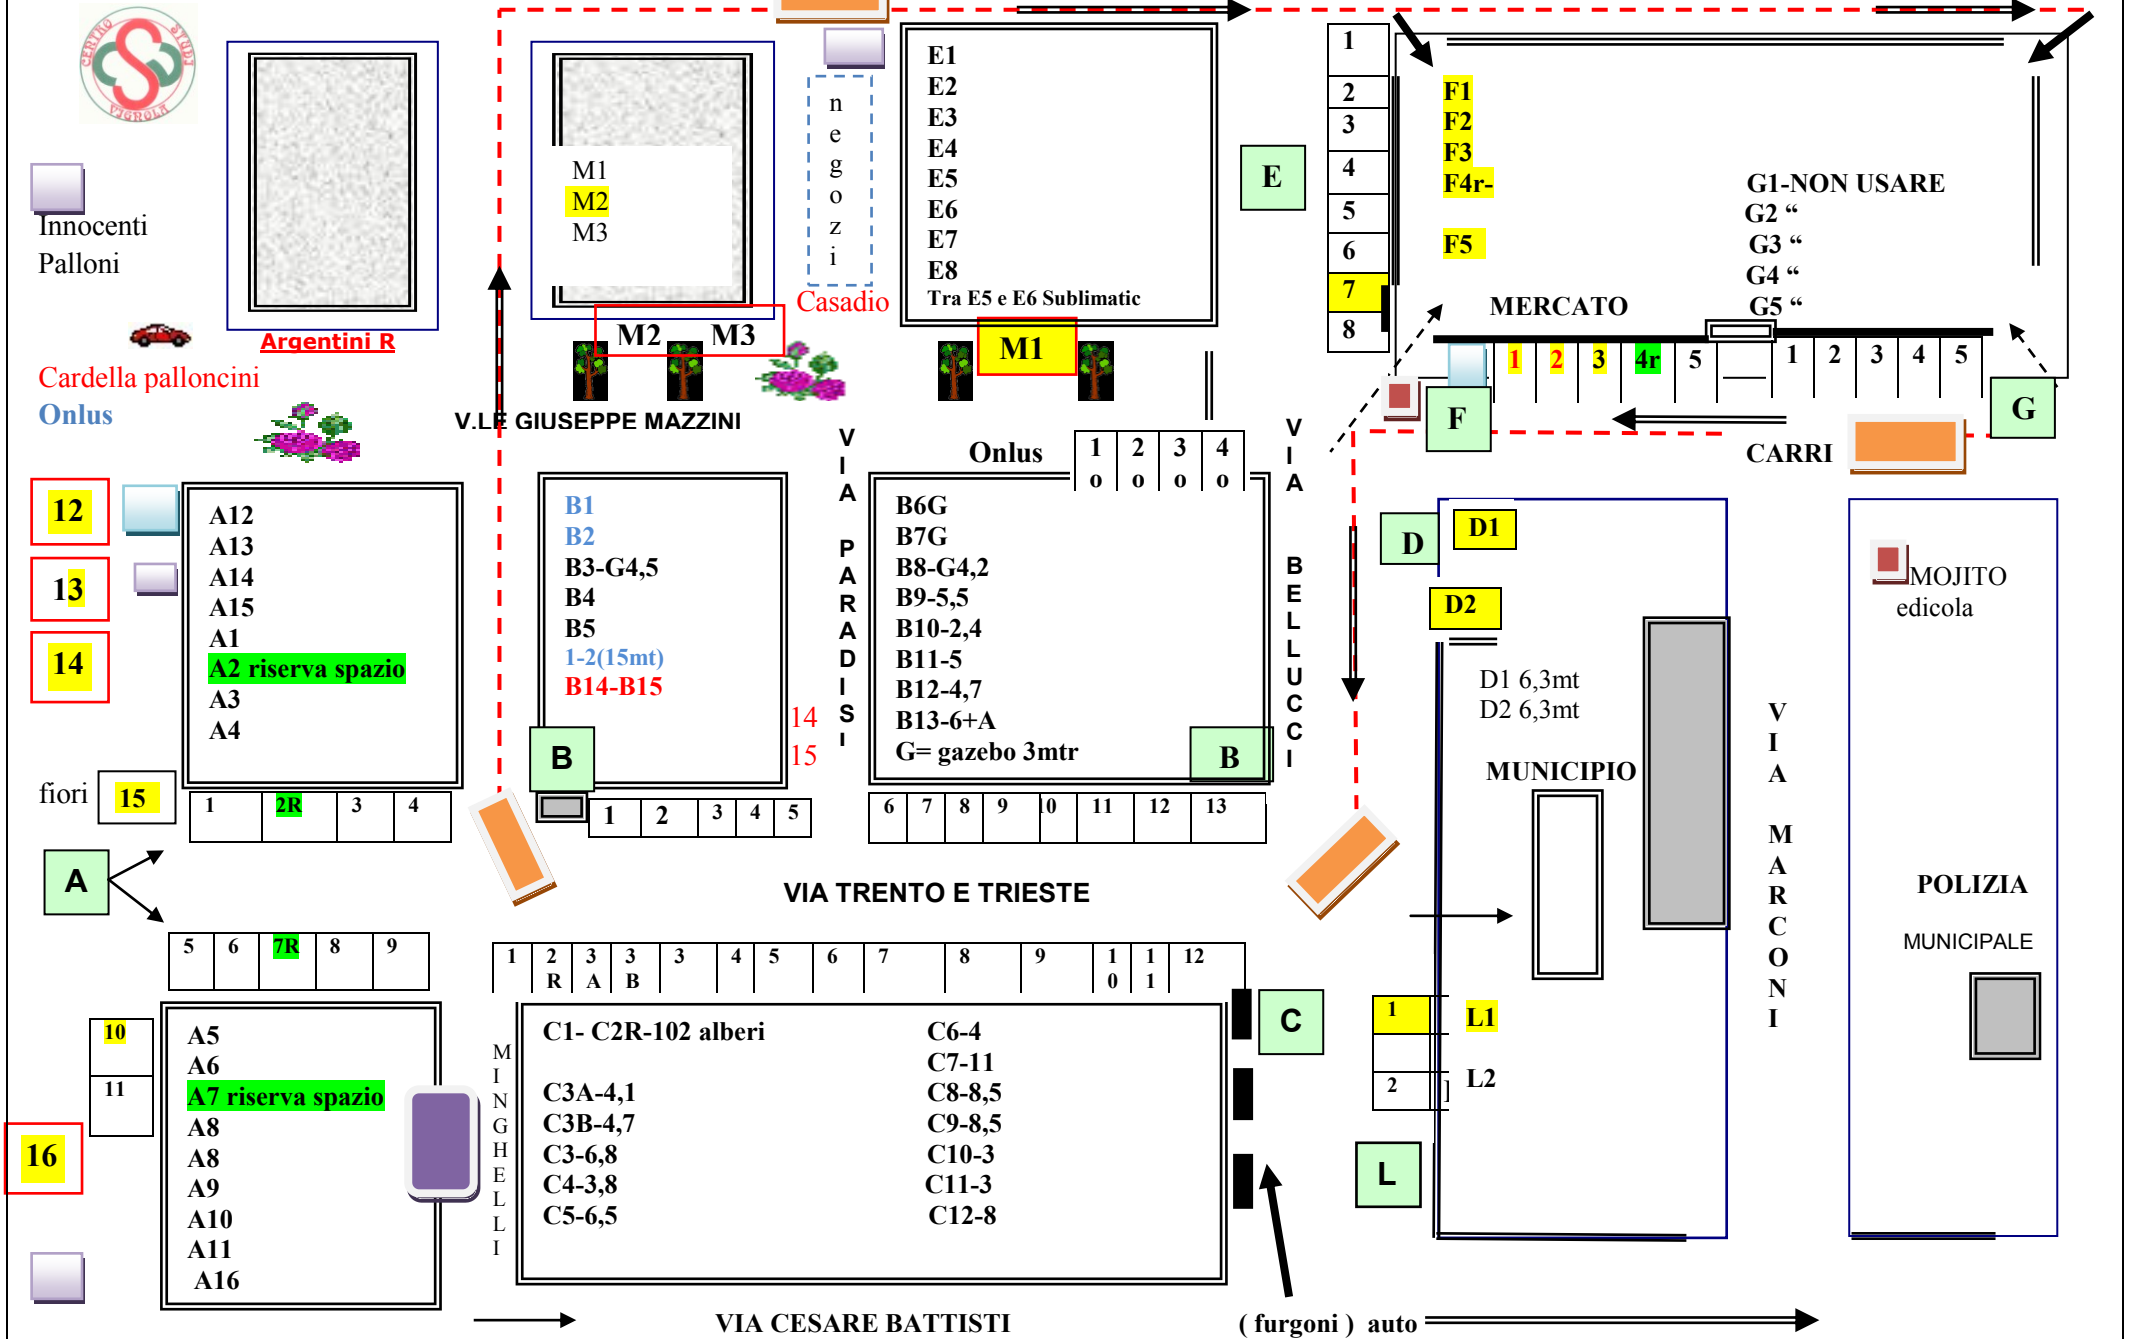 CENTRO STUDI
VIGNOLA
Innocenti
Palloni
Argentini R
Cardella palloncini
Onlus
M1
M2
M3
negozi
Casadio
M2 M3
E1
E2
E3
E4
E5
E6
E7
E8
Tra E5 e E6 Sublimatic
M1
E
1
2
3
4
5
6
7
8
F1
F2
F3
F4r-
F5
G1-NON USARE
G2 “
G3 “
G4 “
G5 “
MERCATO
1 2 3 4r 5
1 2 3 4 5
F
G
CARRI
V.LE GIUSEPPE MAZZINI
VIA PARADISI
VIA BELLUCCI
Onlus
1o 2o 3o 4o
12
13
14
fiori 15
A12
A13
A14
A15
A1
A2 riserva spazio
A3
A4
1 2R 3 4
B1
B2
B3-G4,5
B4
B5
1-2(15mt)
B14-B15
14
15
B
1 2 3 4 5
B6G
B7G
B8-G4,2
B9-5,5
B10-2,4
B11-5
B12-4,7
B13-6+A
G= gazebo 3mtr
B
6 7 8 9 10 11 12 13
D
D1
D2
D1 6,3mt
D2 6,3mt
MUNICIPIO
VIA MARCONI
MOJITO
edicola
POLIZIA
MUNICIPALE
A
VIA TRENTO E TRIESTE
5 6 7R 8 9
10
11
16
A5
A6
A7 riserva spazio
A8
A8
A9
A10
A11
A16
MINGHELLI
1 2R 3A 3B 3 4 5 6 7 8 9 10 11 12
C1- C2R-102 alberi
C3A-4,1
C3B-4,7
C3-6,8
C4-3,8
C5-6,5
C6-4
C7-11
C8-8,5
C9-8,5
C10-3
C11-3
C12-8
C
1 L1
2 L2
L
VIA CESARE BATTISTI
( furgoni ) auto